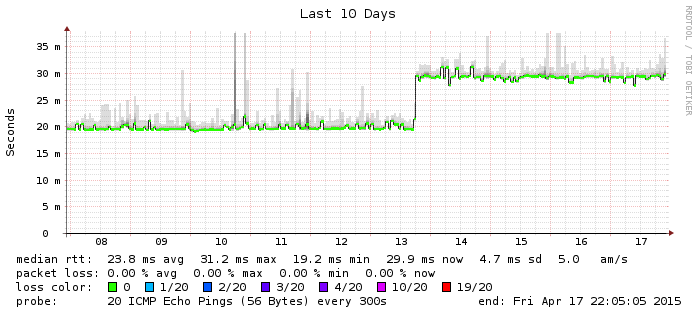 Last 10 Days
RRDTOOL / TOBI OETIKER
Seconds
35 m
30 m
25 m
20 m
15 m
10 m
5 m
0
08 09 10 11 12 13 14 15 16 17
median rtt: 23.8 ms avg 31.2 ms max 19.2 ms min 29.9 ms now 4.7 ms sd 5.0 am/s
packet loss: 0.00 % avg 0.00 % max 0.00 % min 0.00 % now
loss color: 0 1/20 2/20 3/20 4/20 10/20 19/20
probe: 20 ICMP Echo Pings (56 Bytes) every 300s end: Fri Apr 17 22:05:05 2015